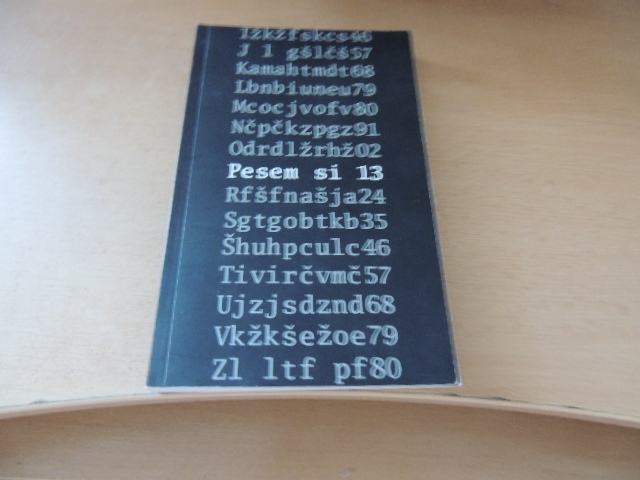 Ižkžfskcs46
J l gšlčš57
Kamahtmdt68
Lbnbiuneu79
Mcocjvofv80
Nčpčkzpgz91
Odrdlžrhž02
Pesem si 13
Rfšfnašja24
Sgtgobtkb35
Šhuhpculc46
Tivirčvmč57
Ujzjsdznd68
Vkžkšežoe79
Zl ltf pf80